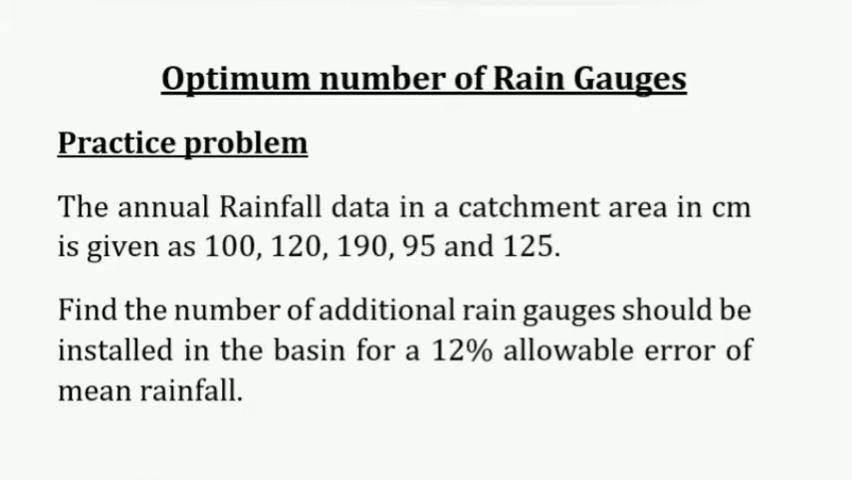 Optimum number of Rain Gauges
Practice problem
The annual Rainfall data in a catchment area in cm
is given as 100, 120, 190, 95 and 125.
Find the number of additional rain gauges should be
installed in the basin for a 12% allowable error of
mean rainfall.